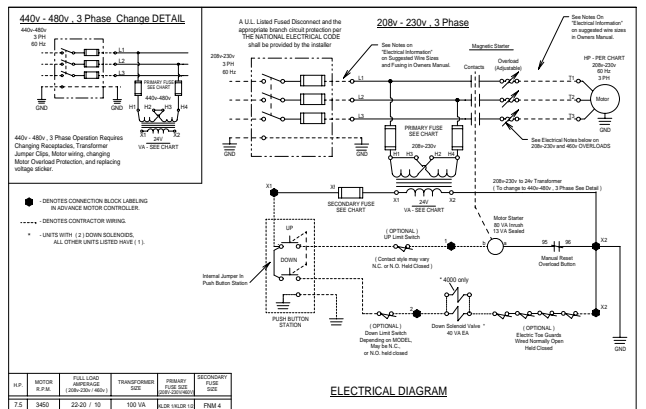 440v - 480v , 3 Phase Change DETAIL
440v-480v
3 PH
60 Hz
L1
L2
L3
PRIMARY FUSE
SEE CHART
440v-480v
H1 H2 H3 H4
GND
GND
X1 24V X2
VA - SEE CHART
440v - 480v , 3 Phase Operation Requires
Changing Receptacles, Transformer
Jumper Clips, Motor wiring, changing
Motor Overload Protection, and replacing
voltage sticker.
- DENOTES CONNECTION BLOCK LABELING
IN ADVANCE MOTOR CONTROLLER.
- DENOTES CONTRACTOR WIRING.
* - UNITS WITH ( 2 ) DOWN SOLENOIDS,
ALL OTHER UNITS LISTED HAVE ( 1 ).
A U.L. Listed Fused Disconnect and the
appropriate branch circuit protection per
THE NATIONAL ELECTRICAL CODE
shall be provided by the installer
208v - 230v , 3 Phase
208v-230v
3 PH
60 Hz
See Notes on
"Electrical Information"
on Suggested Wire Sizes
and Fusing in Owners Manual.
Magnetic Starter
Contacts
Overload
(Adjustable)
See Notes On
"Electrical Information"
on suggested wire sizes
in Owners Manual.
HP - PER CHART
208v-230v
60 Hz
3 PH
L1
L2
L3
T1
T2
T3
Motor
GND
GND
GND
PRIMARY FUSE
SEE CHART
208v-230v
H1 H3 H2 H4
See Electrical Notes below on
208v-230v and 460v OVERLOADS
208v-230v to 24v Transformer
( To change to 440v-480v , 3 Phase See Detail )
X1
X1
SECONDARY FUSE
SEE CHART
X1 24V X2
VA - SEE CHART
Motor Starter
80 VA Inrush
13 VA Sealed
UP
DOWN
( OPTIONAL )
UP Limit Switch
( Contact style may vary
N.C. or N.O. Held Closed )
1
b
a
95 96
X2
Manual Reset
Overload Button
Internal Jumper In
Push Button Station
PUSH BUTTON
STATION
* 4000 only
2
X2
( OPTIONAL )
Down Limit Switch
Depending on MODEL,
May be N.C.,
or N.O. held closed
Down Solenoid Valve *
40 VA EA
( OPTIONAL )
Electric Toe Guards
Wired Normally Open
Held Closed
GND
ELECTRICAL DIAGRAM
H.P. MOTOR R.P.M. FULL LOAD AMPERAGE ( 208v-230v / 460v ) TRANSFORMER SIZE PRIMARY FUSE SIZE (208V-230V/460V) SECONDARY FUSE SIZE
7.5 3450 22-20 / 10 100 VA KLDR 1/KLDR 1/2 FNM 4